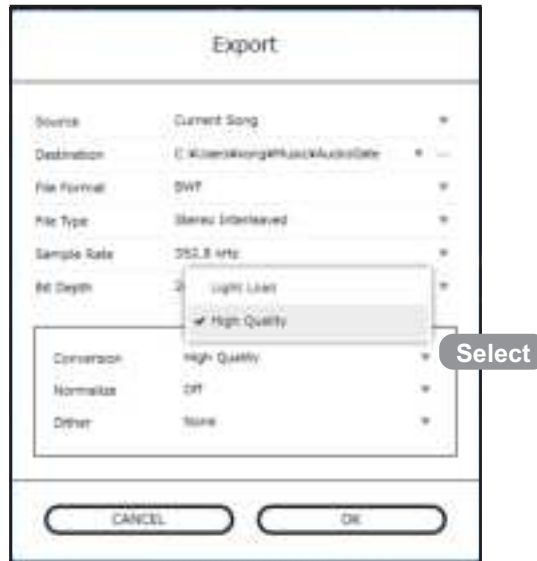 Export
Source Current Song
Destination
File Format BWF
File Type Stereo Interleaved
Sample Rate 352.8 kHz
Bit Depth 2
Light Load
✔ High Quality
Conversion High Quality
Select
Normalize Off
Dither None
CANCEL OK